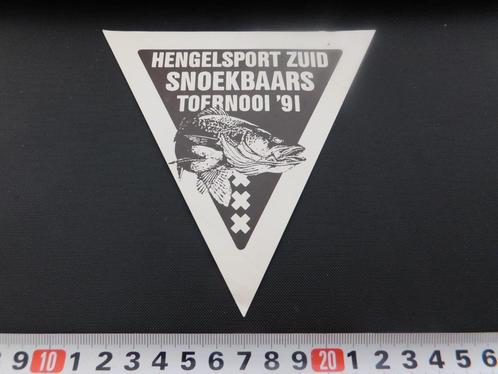 HENGELSPORT ZUID
SNOEKBAARS
TOERNOOI '91
9 10 1 2 3 4 5 6 7 8 9 20 1 2 3 4 5 6